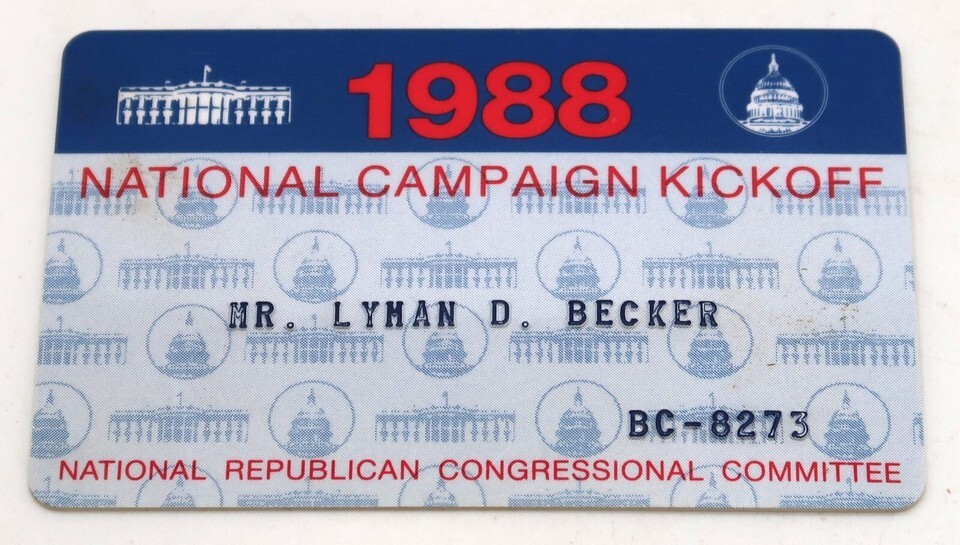 1988
NATIONAL CAMPAIGN KICKOFF
MR. LYMAN D. BECKER
BC-8273
NATIONAL REPUBLICAN CONGRESSIONAL COMMITTEE